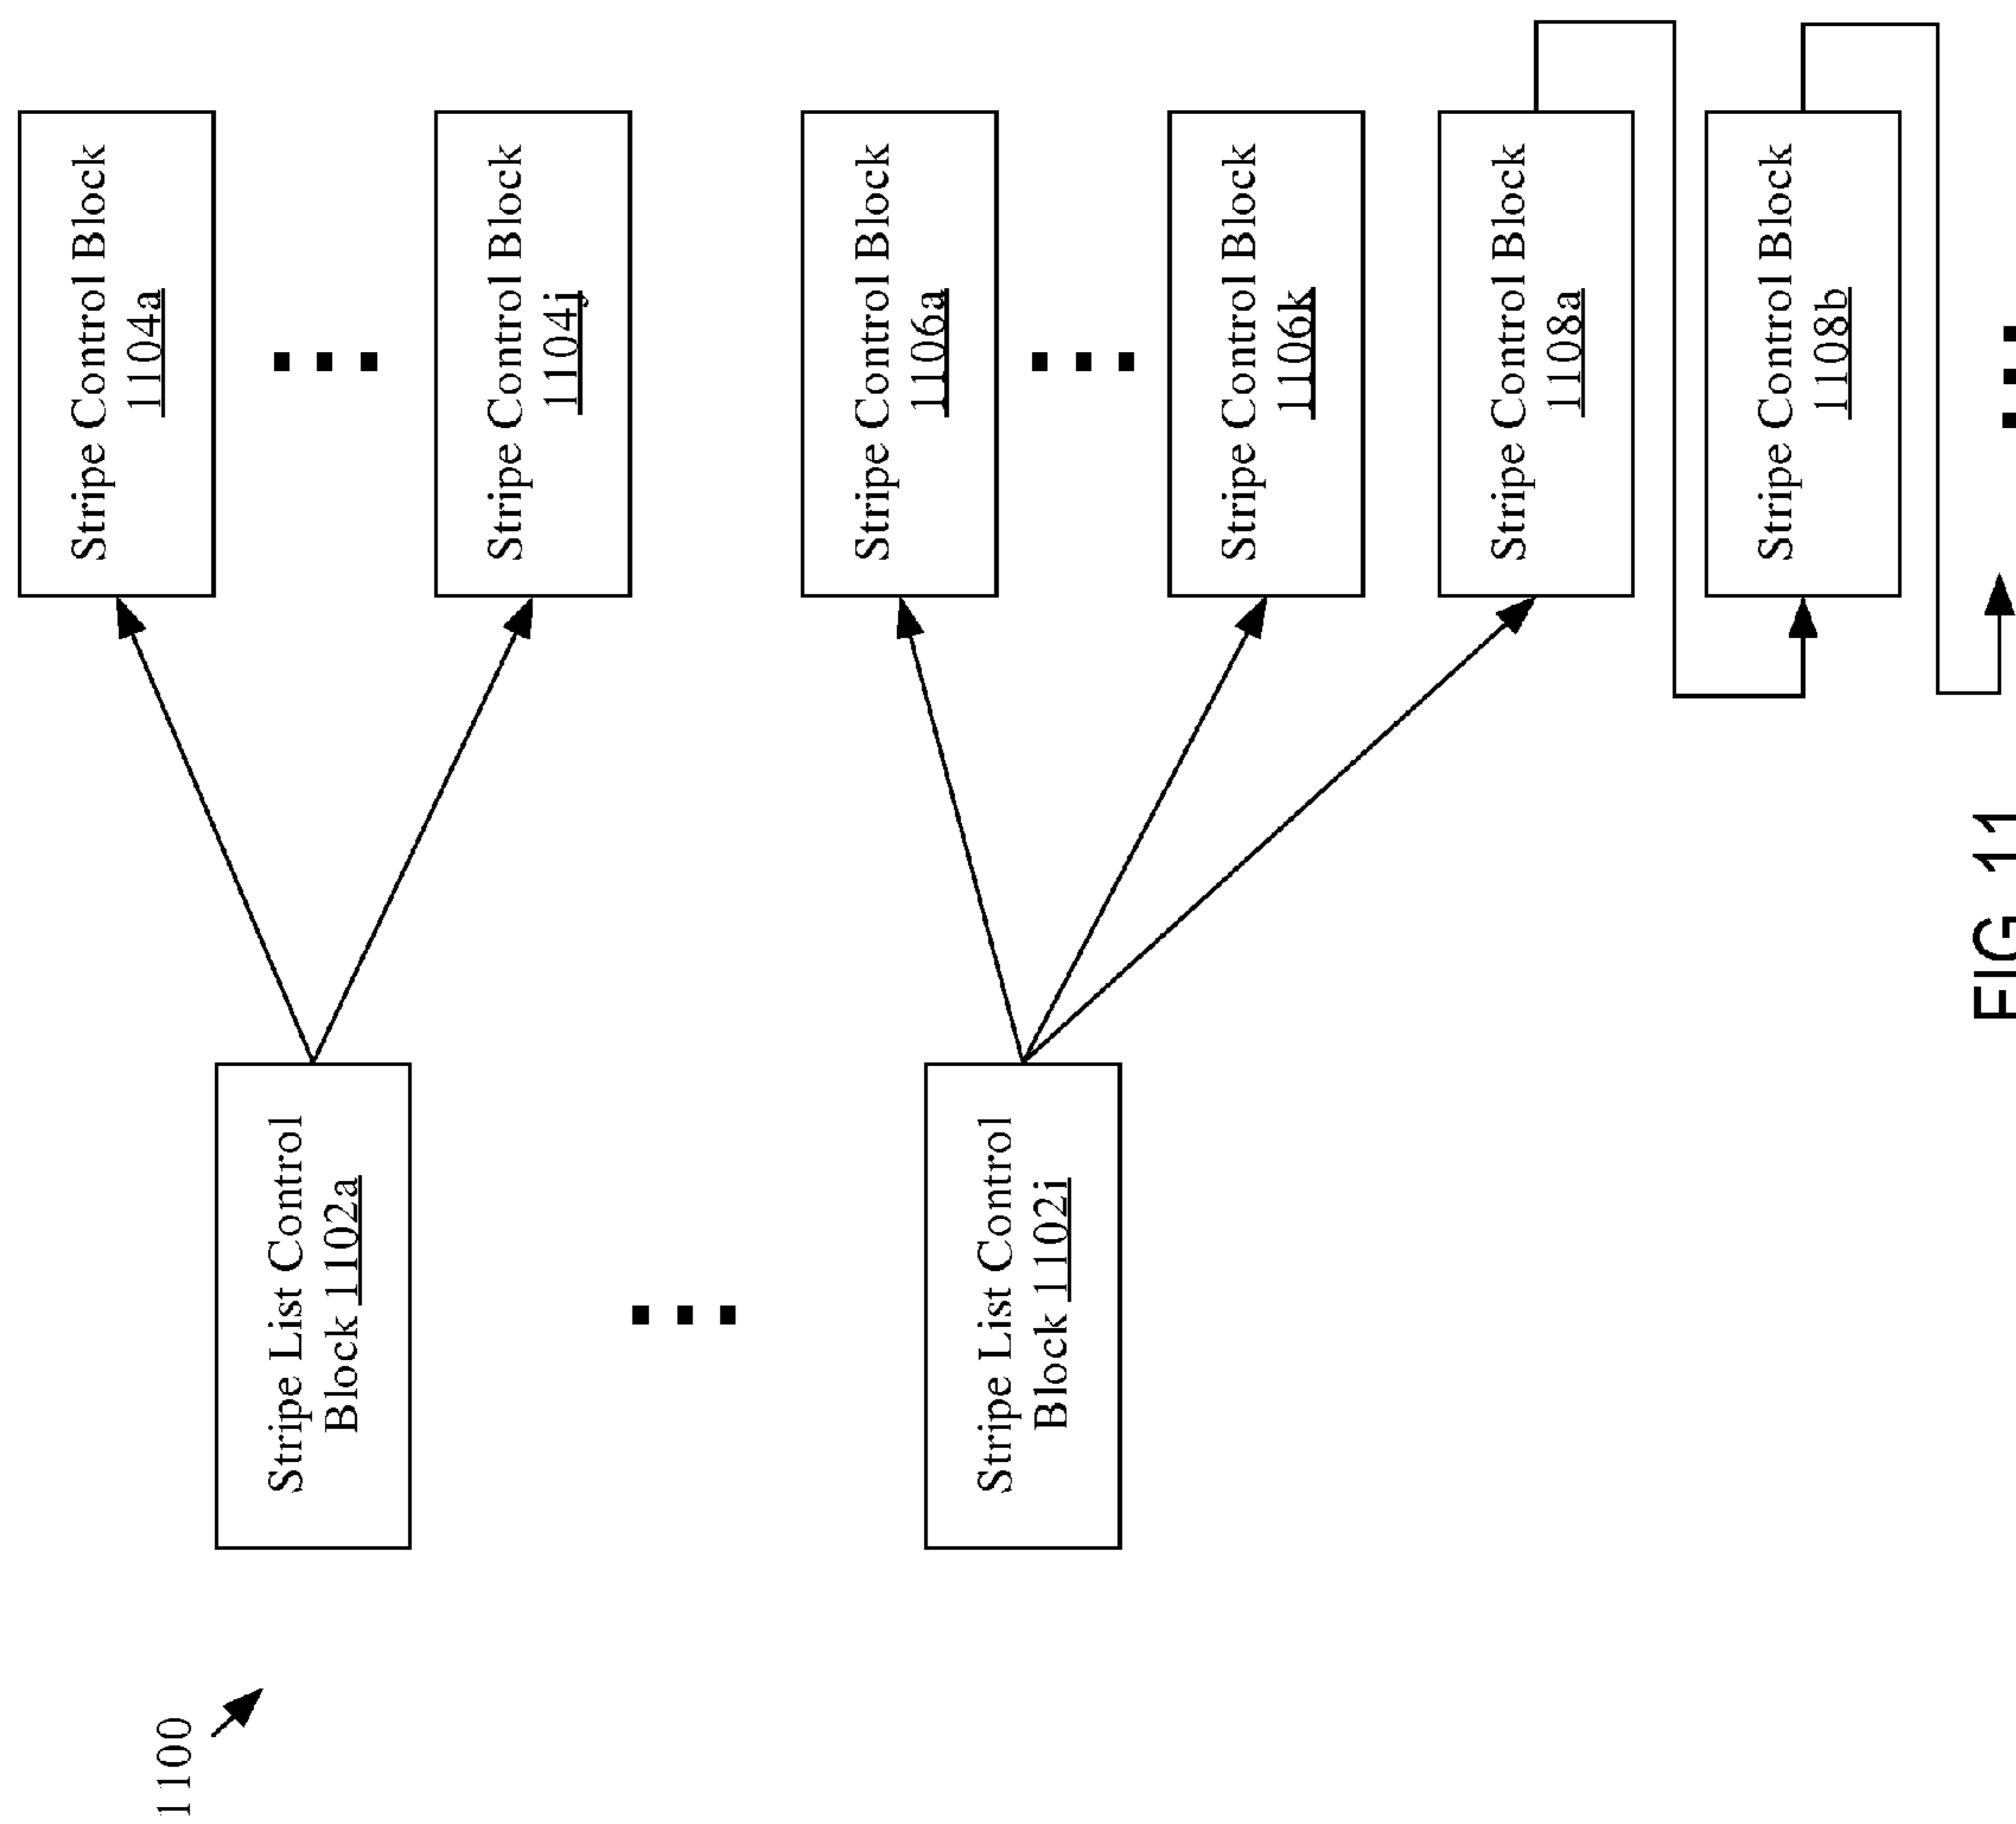 1100
Stripe List Control
Block 1102a
Stripe List Control
Block 1102i
Stripe Control Block
1104a
Stripe Control Block
1104j
Stripe Control Block
1106a
Stripe Control Block
1106k
Stripe Control Block
1108a
Stripe Control Block
1108b
FIG 11